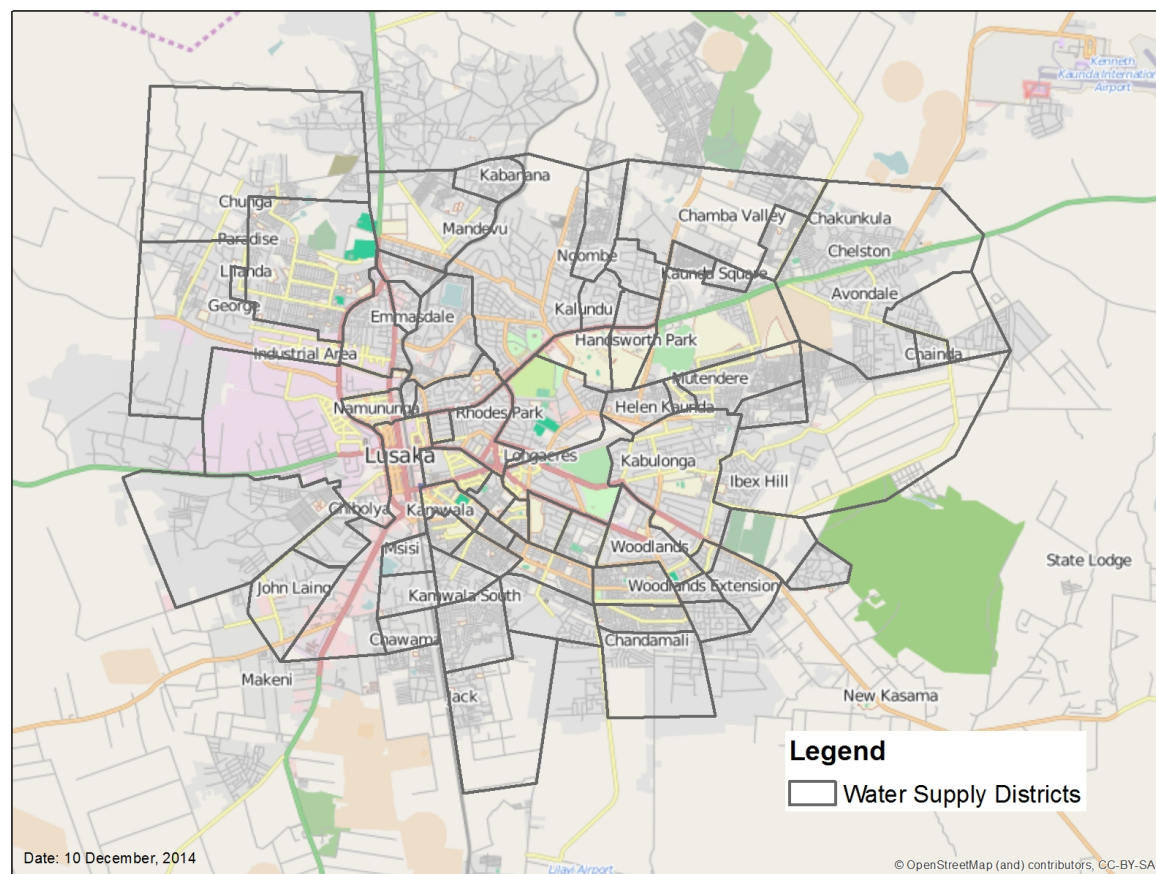 Kenneth
Kaunda Internation
Airport
Kabanana
Chunga
Chamba Valley
Chakunkula
Mandevu
Paradise
Ngombe
Chelston
Lilanda
Kaunda Square
Avondale
George
Kalundu
Emmasdale
Handsworth Park
Industrial Area
Chainda
Mutendere
Namununga
Rhodes Park
Helen Kaunda
Lusaka
Longacres
Kabulonga
Ibex Hill
Chibolya
Kamwala
Msisi
Woodlands
State Lodge
John Laing
Kamwala South
Woodlands Extension
Chawama
Chandamali
Makeni
Jack
New Kasama
Legend
Water Supply Districts
Date: 10 December, 2014
Lilayi Airport
© OpenStreetMap (and) contributors, CC-BY-SA